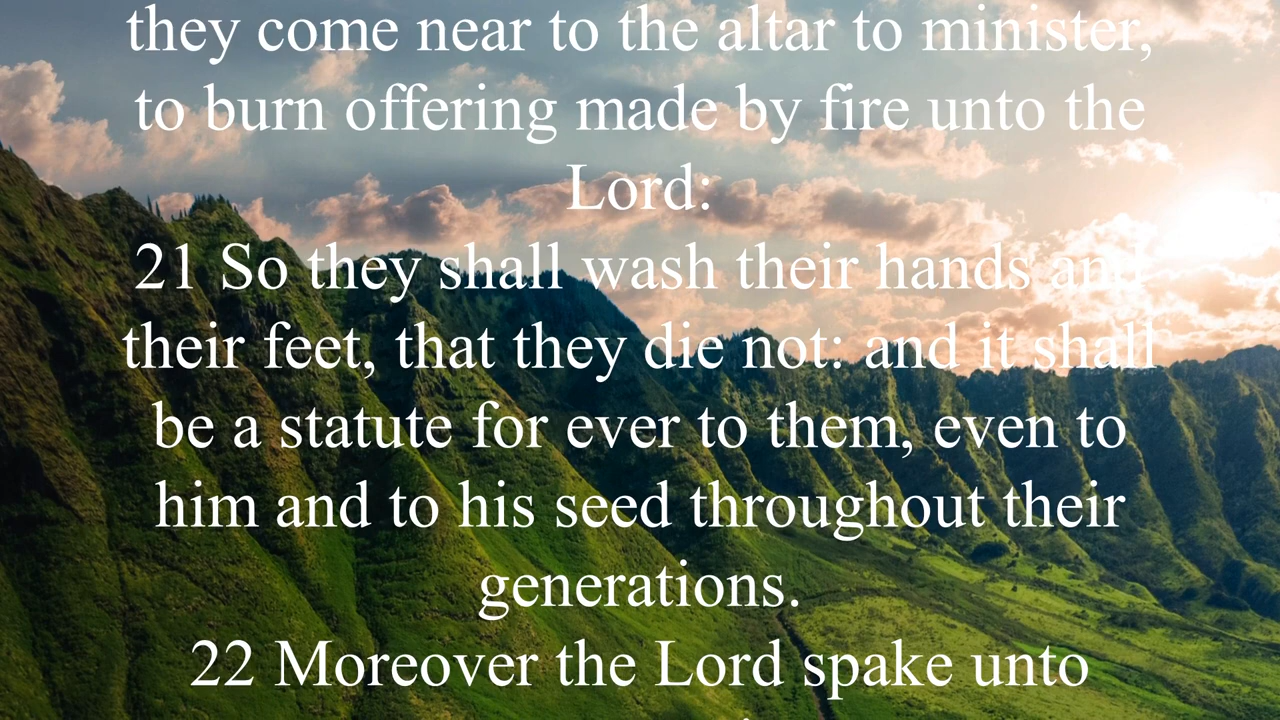 they come near to the altar to minister,
to burn offering made by fire unto the
Lord:
21 So they shall wash their hands and
their feet, that they die not: and it shall
be a statute for ever to them, even to
him and to his seed throughout their
generations.
22 Moreover the Lord spake unto